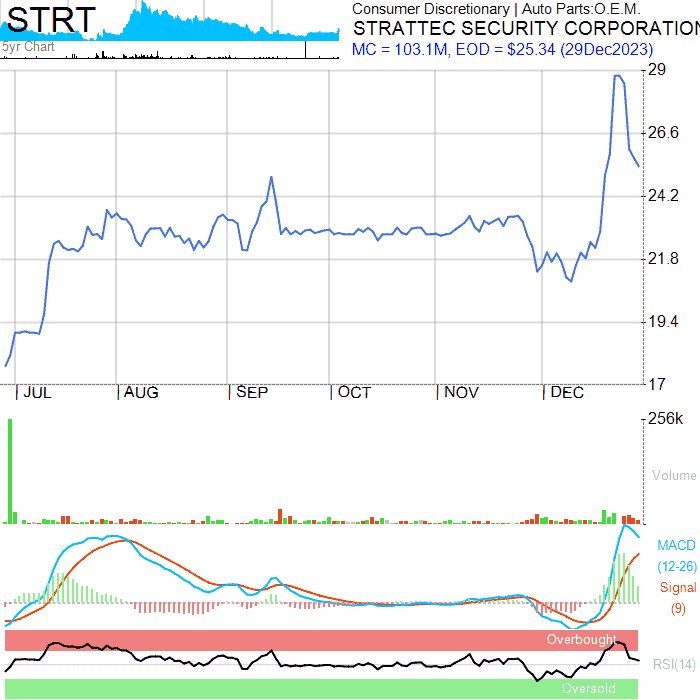 STRT
5yr Chart
Consumer Discretionary | Auto Parts:O.E.M.
STRATTEC SECURITY CORPORATION
MC = 103.1M, EOD = $25.34 (29Dec2023)
29
26.6
24.2
21.8
19.4
17
JUL AUG SEP OCT NOV DEC
256k
Volume
MACD
(12-26)
Signal
(9)
Overbought
RSI(14)
Oversold